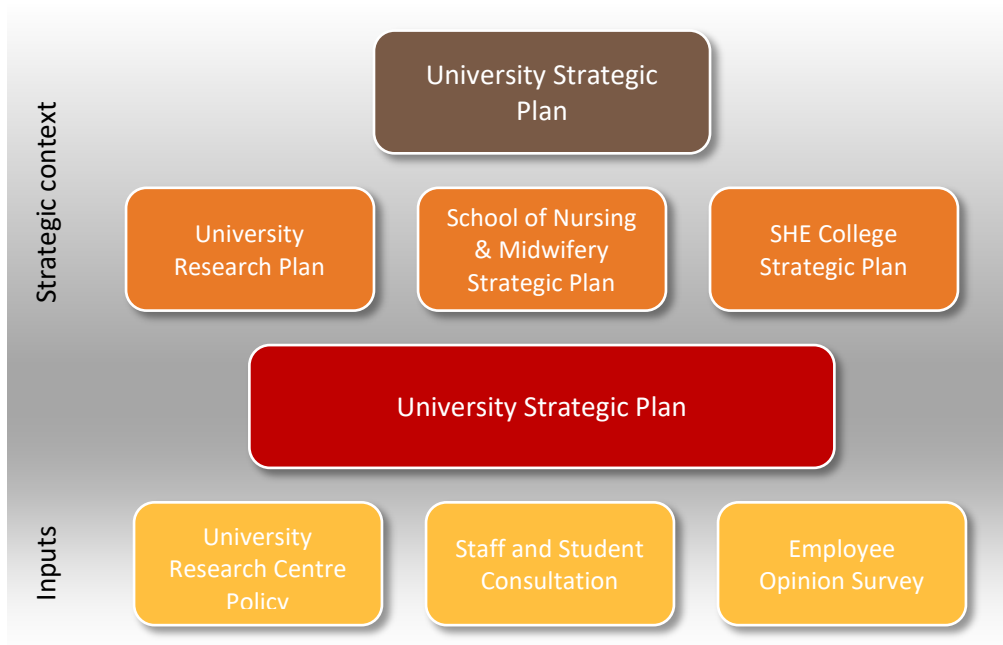 Strategic context
University Strategic
Plan
University
Research Plan
School of Nursing
& Midwifery
Strategic Plan
SHE College
Strategic Plan
University Strategic Plan
Inputs
University
Research Centre
Policy
Staff and Student
Consultation
Employee
Opinion Survey